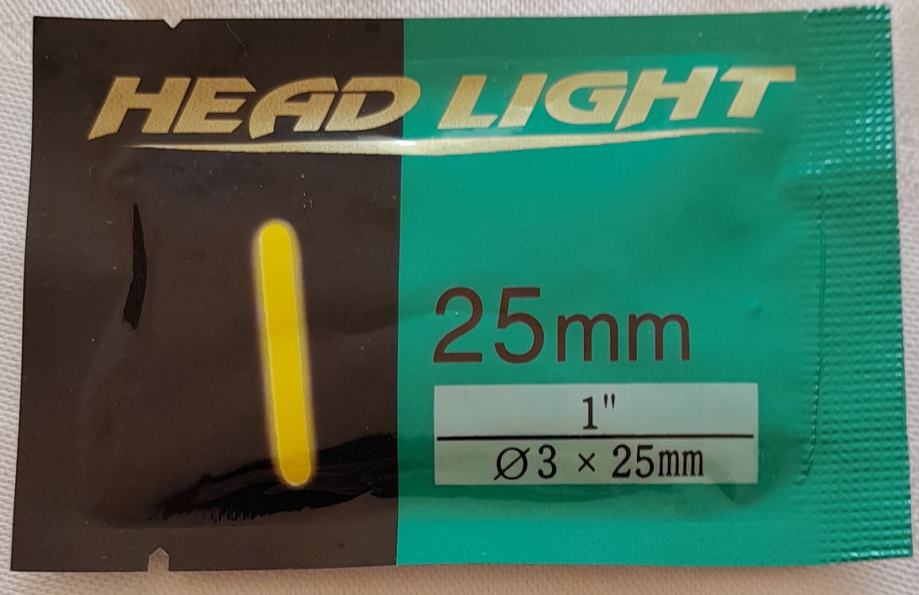 HEAD LIGHT
25mm
1"
Ø3 × 25mm